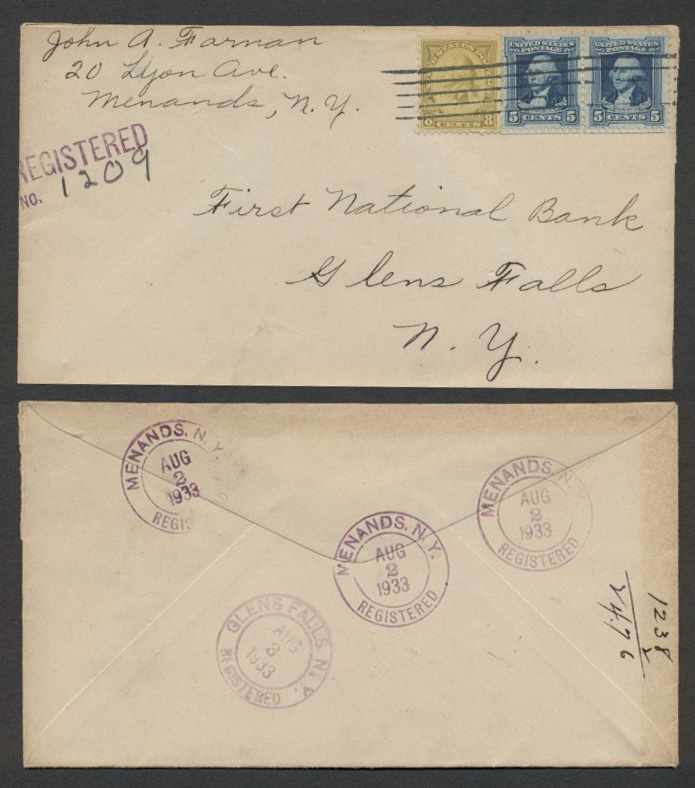 John A. Farnan
20 Lyon Ave.
Menands, N.Y.
UNITED STATES
POSTAGE
5 CENTS 5
UNITED STATES
POSTAGE
5 CENTS 5
8
REGISTERED
NO. 1209
First National Bank
Glens Falls
N.Y.
MENANDS, N.Y.
AUG
2
1933
REGIS
MENANDS, N.Y.
AUG
2
1933
REGISTERED
MENANDS, N.Y.
AUG
2
1933
REGISTERED
GLENS FALLS, N.Y.
AUG
3
1933
REGISTERED
1238